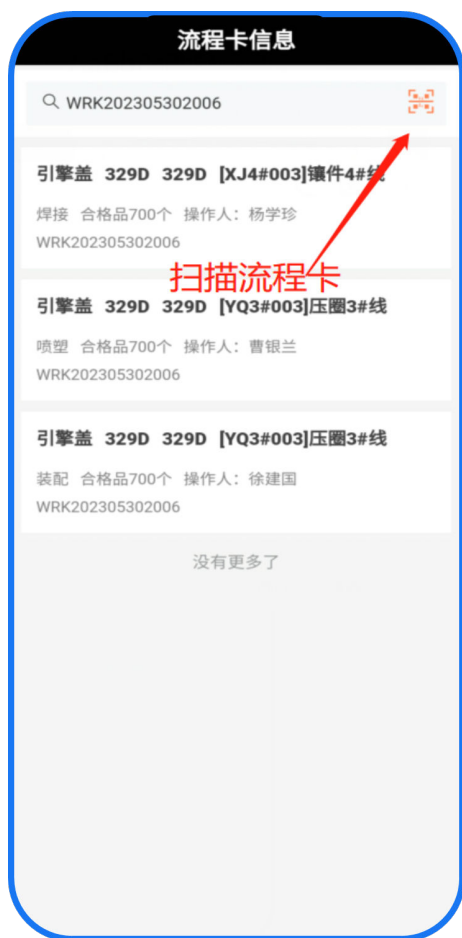 流程卡信息
WRK202305302006
引擎盖 329D 329D [XJ4#003]镶件4#线
焊接 合格品700个 操作人：杨学珍
WRK202305302006
扫描流程卡
引擎盖 329D 329D [YQ3#003]压圈3#线
喷塑 合格品700个 操作人：曹银兰
WRK202305302006
引擎盖 329D 329D [YQ3#003]压圈3#线
装配 合格品700个 操作人：徐建国
WRK202305302006
没有更多了